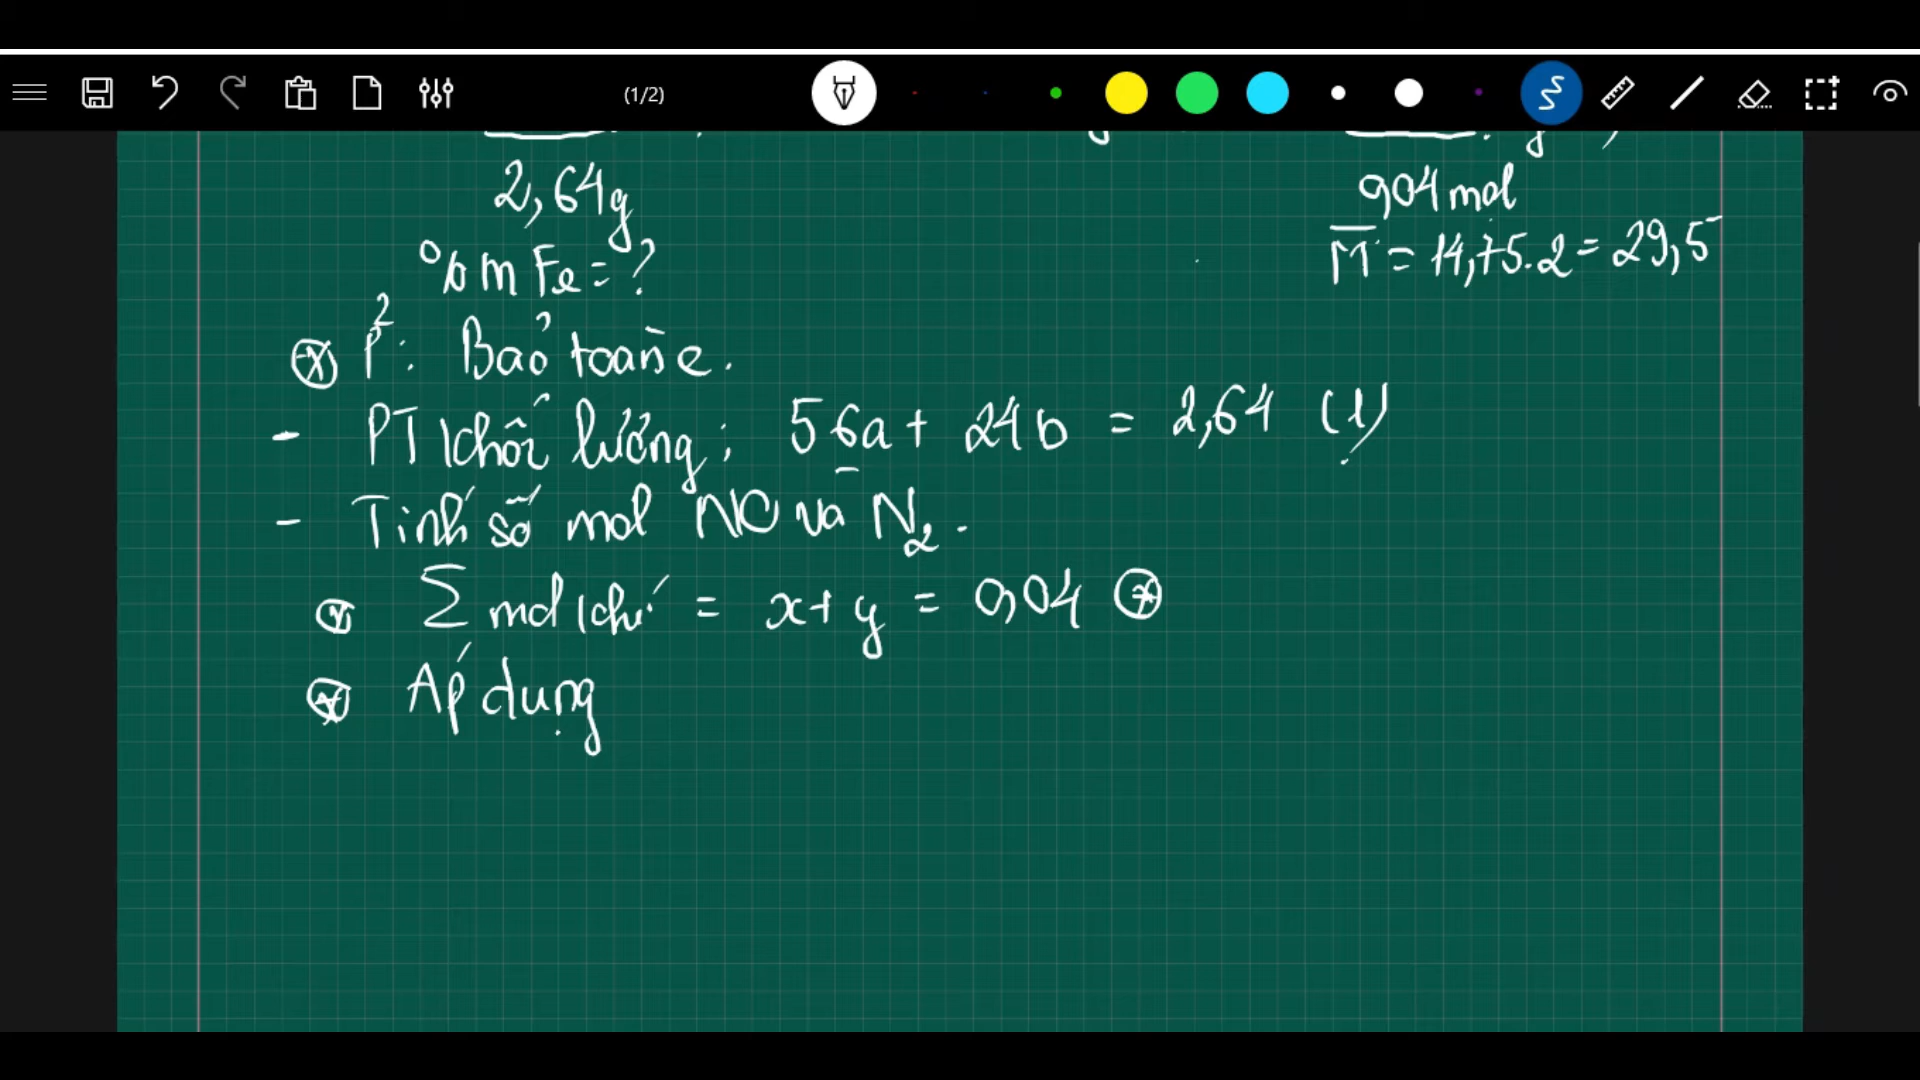 (1/2)
2,64g
0,04 mol
%m Fe = ?
M = 14,75.2 = 29,5
P²: Bảo toàn e.
- PT khối lượng: 56a + 24b = 2,64 (1)
- Tính số mol NO và N₂.
∑ mol khí = x + y = 0,04 (*)
Áp dụng